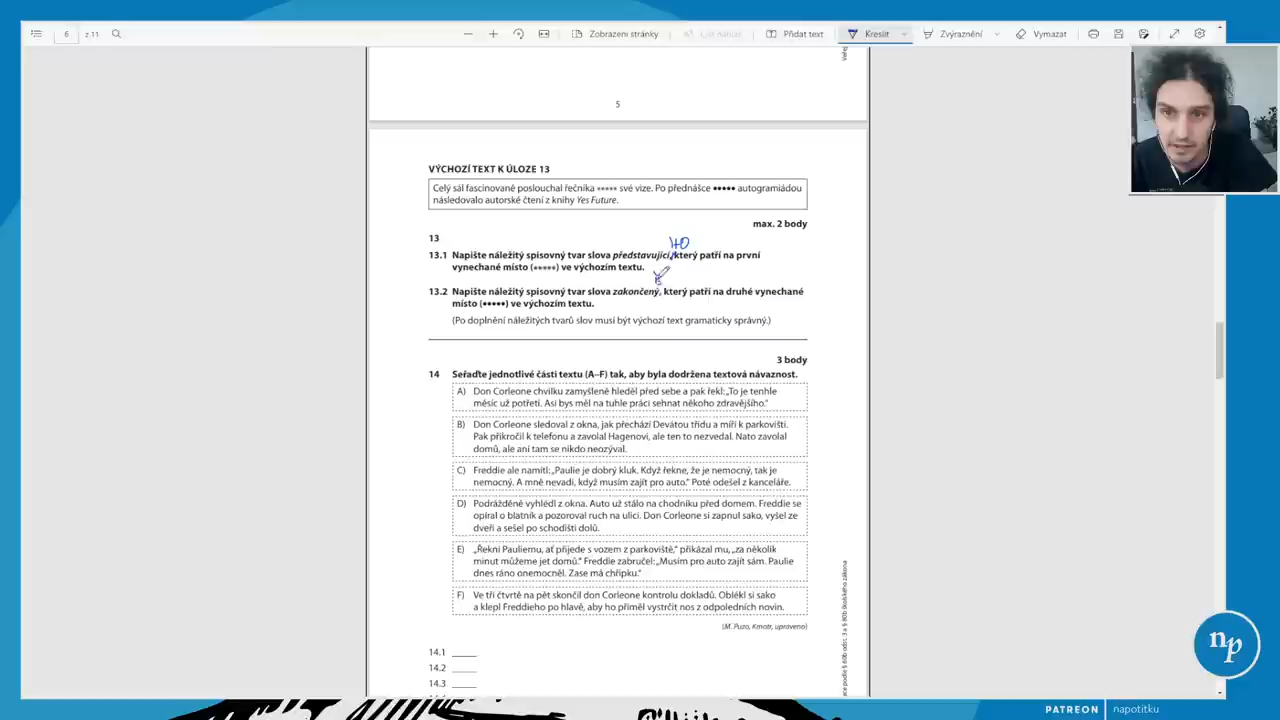 6 z 11 Zobrazení stránky Číst nahlas Přidat text Kreslit Zvýraznění Vymazat
5
VÝCHOZÍ TEXT K ÚLOZE 13
Celý sál fascinovaně poslouchal řečníka ***** své vize. Po přednášce ••••• autogramiádou
následovalo autorské čtení z knihy Yes Future.
max. 2 body
13
HO
13.1 Napište náležitý spisovný tvar slova představující, který patří na první
vynechané místo (*****) ve výchozím textu.
13.2 Napište náležitý spisovný tvar slova zakončený, který patří na druhé vynechané
místo (•••••) ve výchozím textu.
(Po doplnění náležitých tvarů slov musí být výchozí text gramaticky správný.)
3 body
14 Seřaďte jednotlivé části textu (A–F) tak, aby byla dodržena textová návaznost.
A) Don Corleone chvilku zamyšleně hleděl před sebe a pak řekl: „To je tenhle
měsíc už potřetí. Asi bys měl na tuhle práci sehnat někoho zdravějšího.“
B) Don Corleone sledoval z okna, jak přechází Devátou třídu a míří k parkovišti.
Pak přikročil k telefonu a zavolal Hagenovi, ale ten to nezvedal. Nato zavolal
domů, ale ani tam se nikdo neozýval.
C) Freddie ale namítl: „Paulie je dobrý kluk. Když řekne, že je nemocný, tak je
nemocný. A mně nevadí, když musím zajít pro auto.“ Poté odešel z kanceláře.
D) Podrážděně vyhlédl z okna. Auto už stálo na chodníku před domem. Freddie se
opíral o blatník a pozoroval ruch na ulici. Don Corleone si zapnul sako, vyšel ze
dveří a sešel po schodišti dolů.
E) „Řekni Pauliemu, ať přijede s vozem z parkoviště,“ přikázal mu, „za několik
minut můžeme jet domů.“ Freddie zabručel: „Musím pro auto zajít sám. Paulie
dnes ráno onemocněl. Zase má chřipku.“
F) Ve tři čtvrtě na pět skončil don Corleone kontrolu dokladů. Oblékl si sako
a klepl Freddieho po hlavě, aby ho přiměl vystrčit nos z odpoledních novin.
(M. Puzo, Kmotr, upraveno)
14.1 _____
14.2 _____
14.3 _____
np
PATREON napotitku